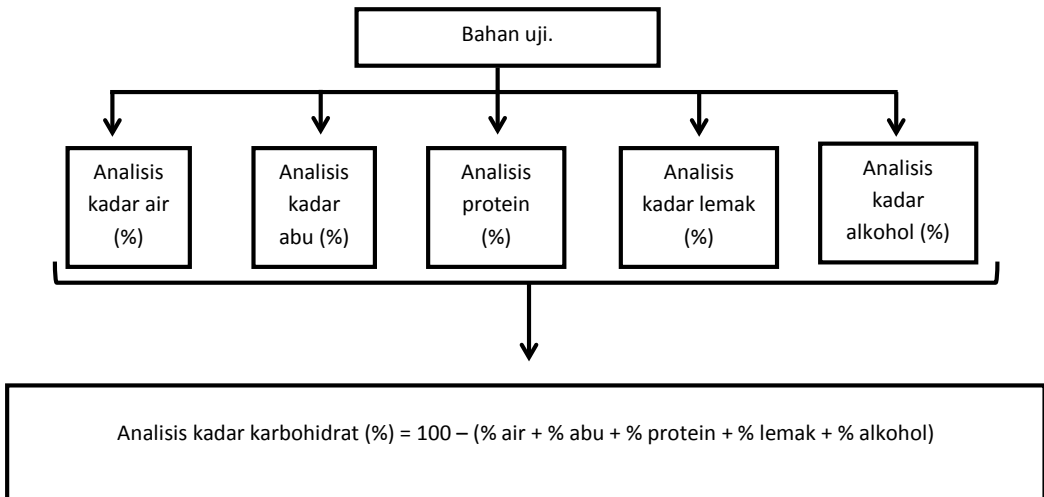 Bahan uji.
Analisis
kadar air
(%)
Analisis
kadar
abu (%)
Analisis
protein
(%)
Analisis
kadar lemak
(%)
Analisis
kadar
alkohol (%)
Analisis kadar karbohidrat (%) = 100 – (% air + % abu + % protein + % lemak + % alkohol)